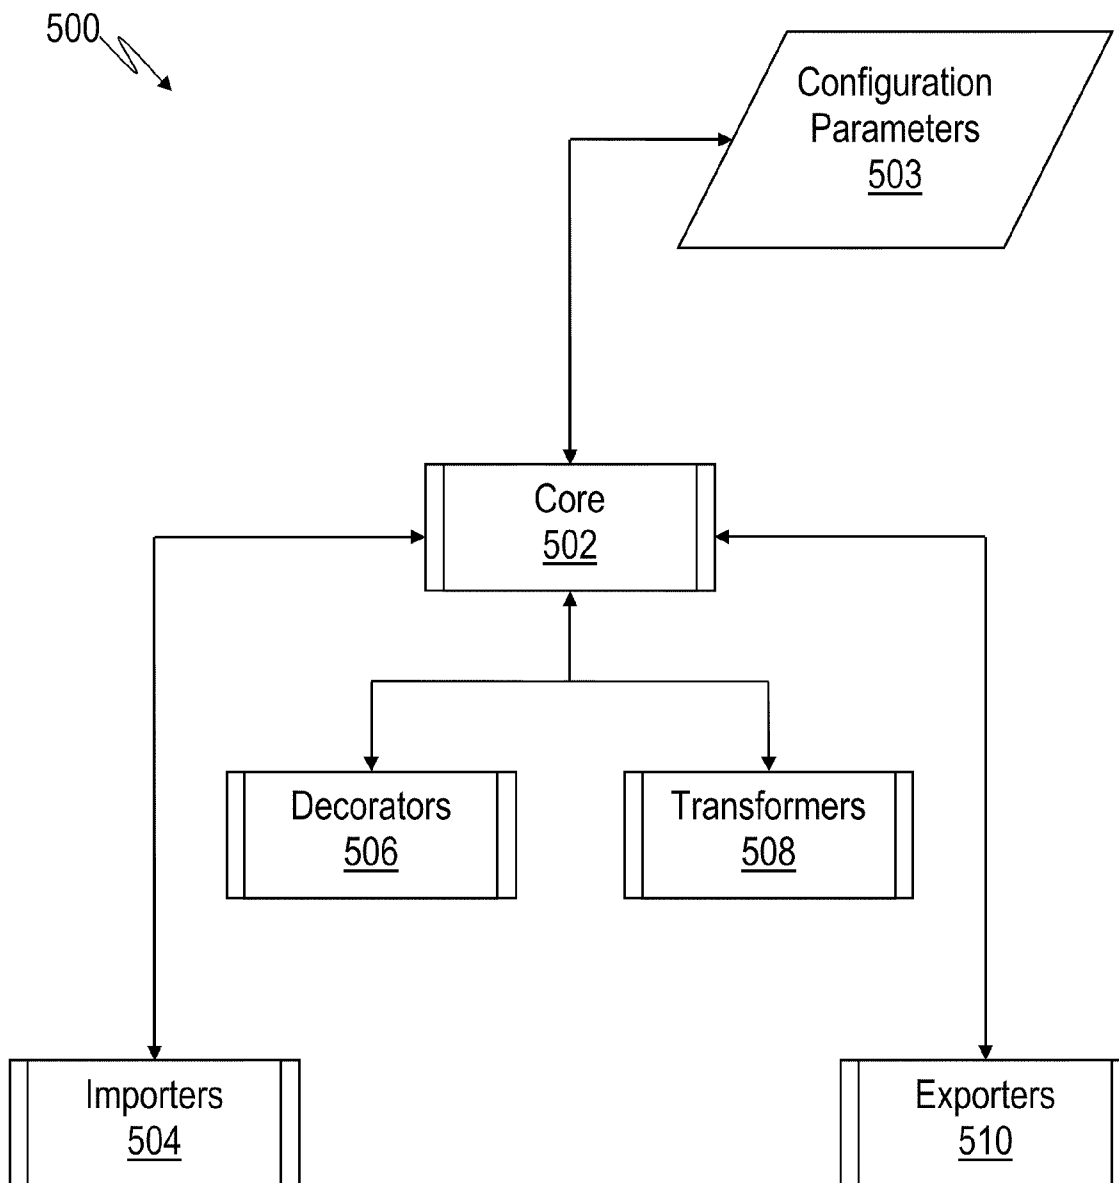 500
Configuration
Parameters
503
Core
502
Decorators
506
Transformers
508
Importers
504
Exporters
510